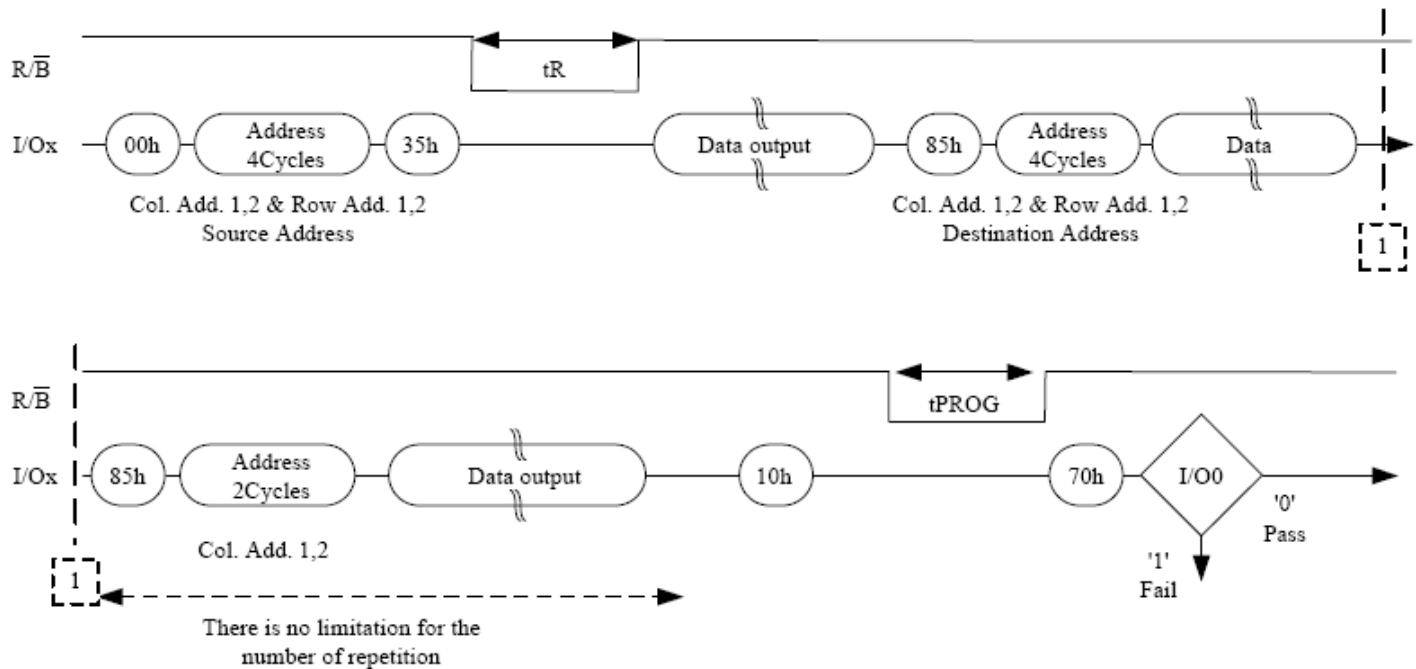 R/B̅
tR
I/Ox
00h
Address
4Cycles
35h
Data output
85h
Address
4Cycles
Data
Col. Add. 1,2 & Row Add. 1,2
Source Address
Col. Add. 1,2 & Row Add. 1,2
Destination Address
1
R/B̅
tPROG
I/Ox
85h
Address
2Cycles
Data output
10h
70h
I/O0
'0'
Pass
'1'
Fail
Col. Add. 1,2
1
There is no limitation for the
number of repetition